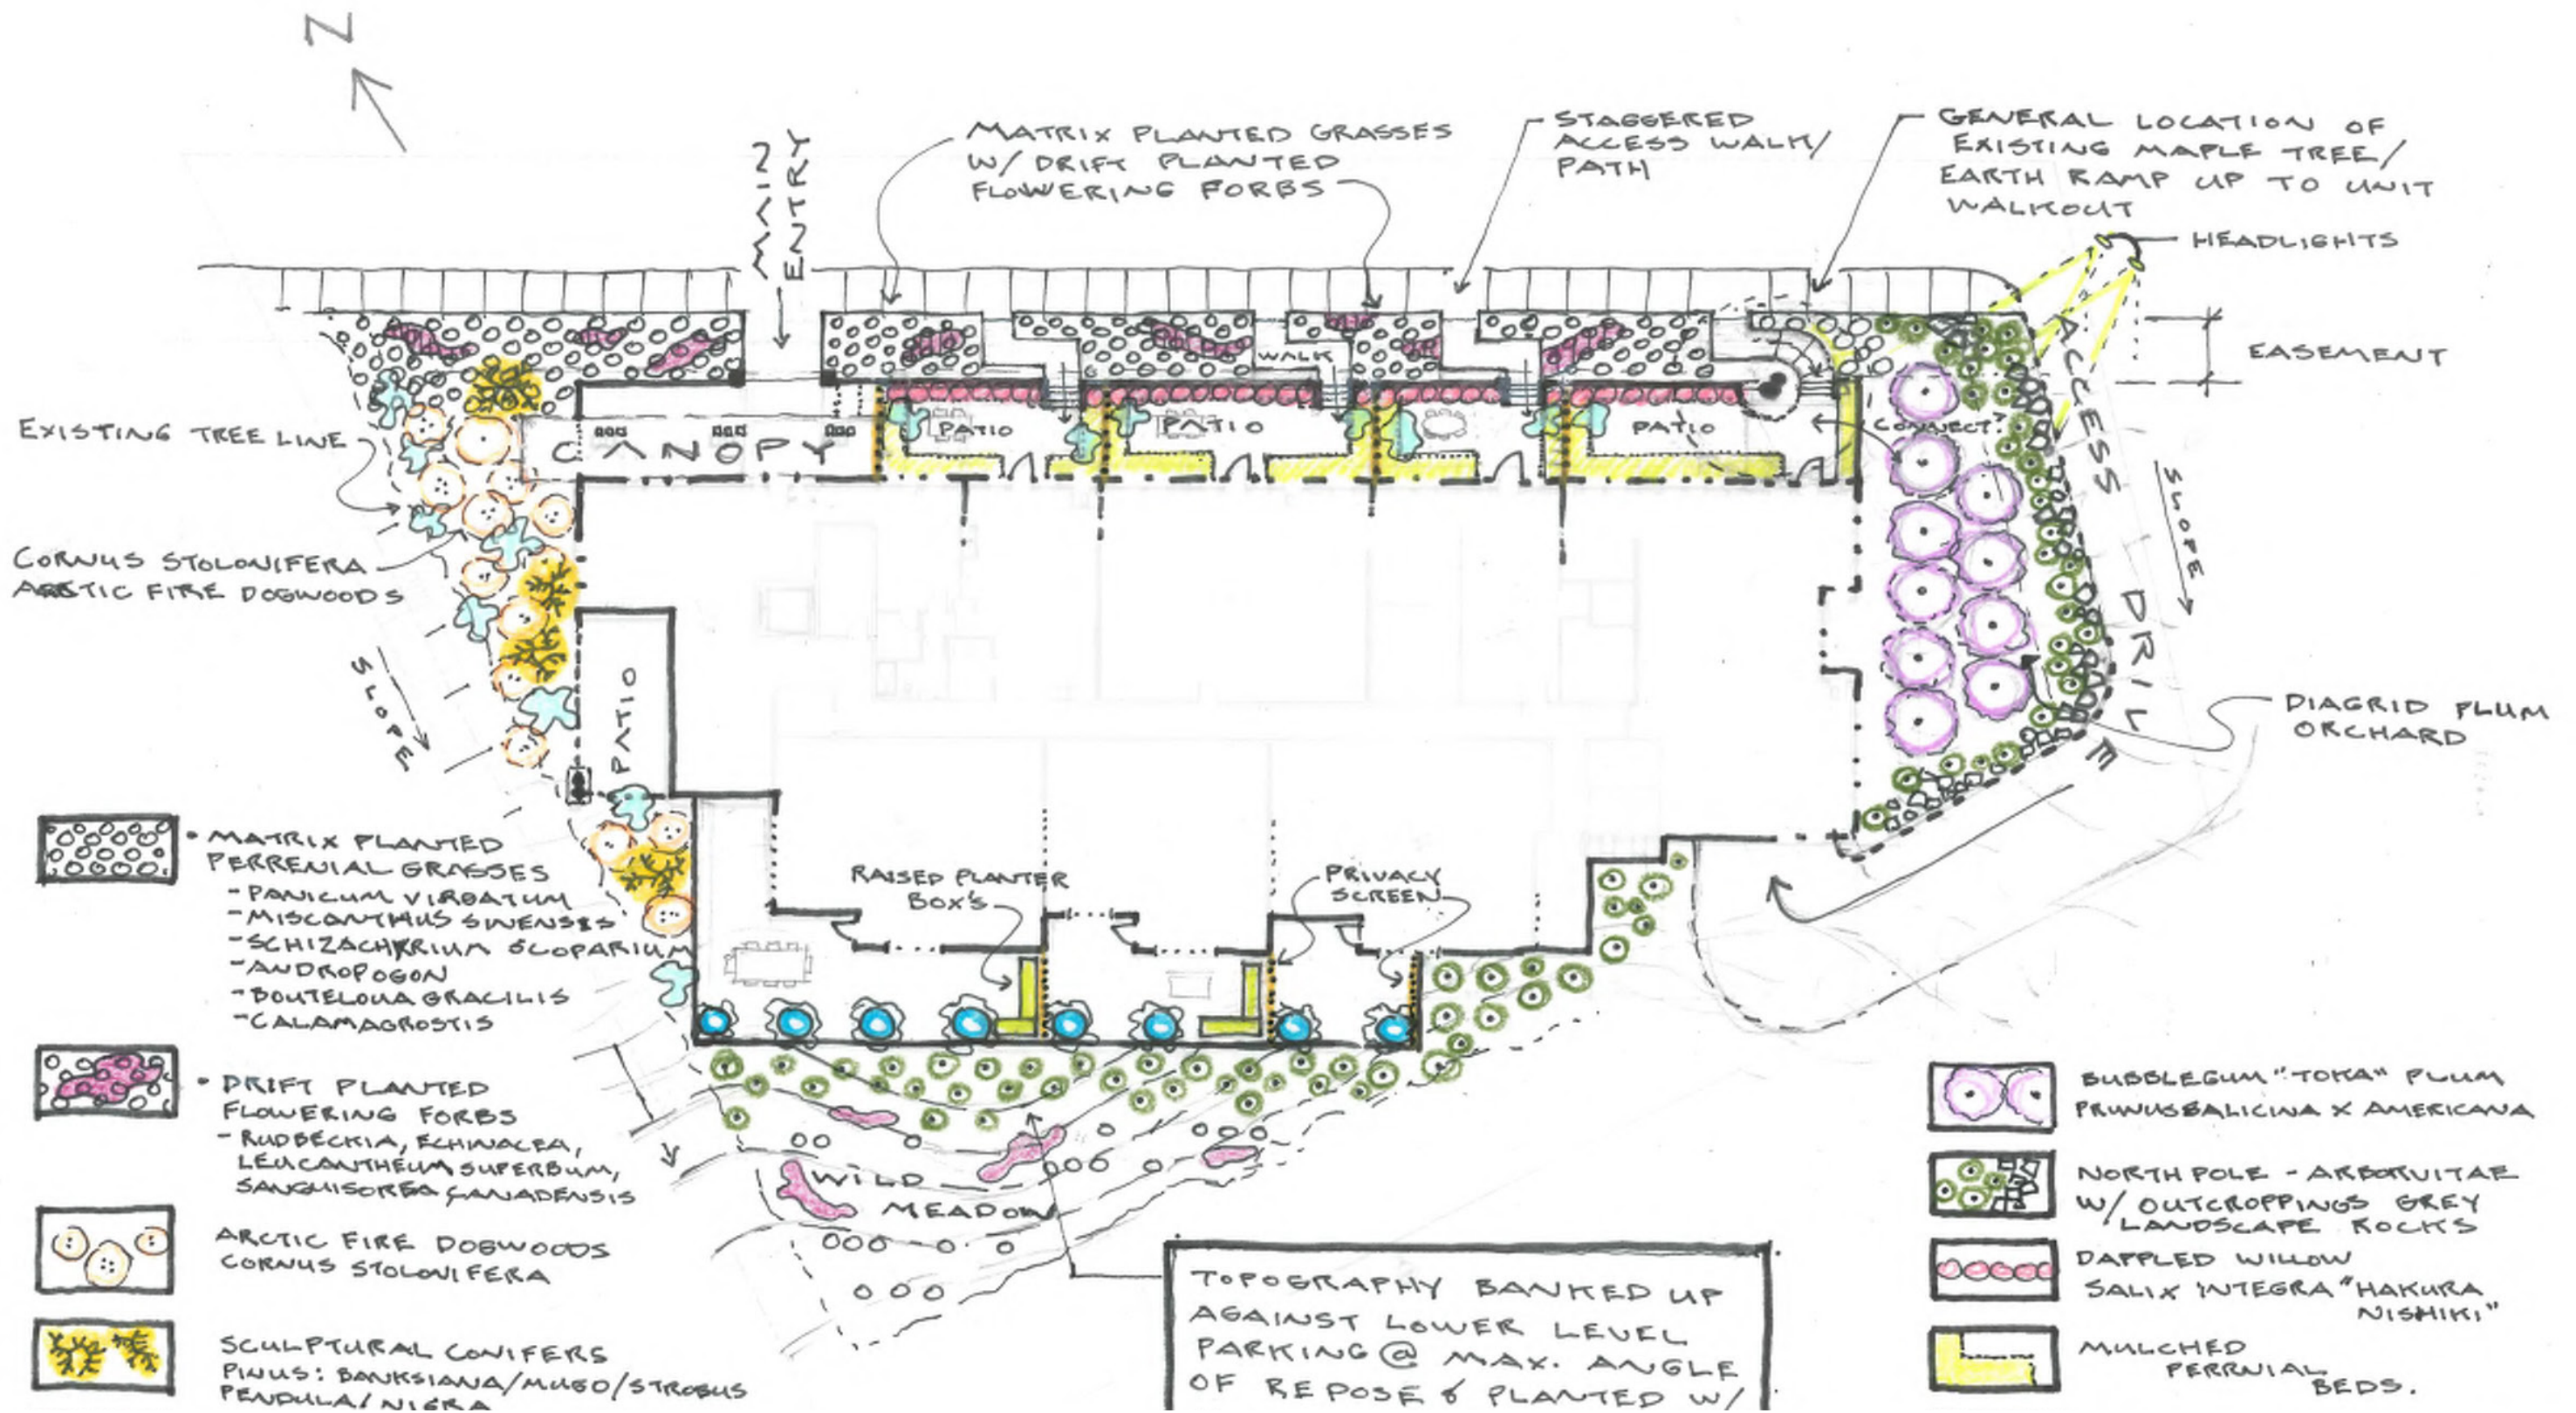 N
MAIN
ENTRY
MATRIX PLANTED GRASSES
W/ DRIFT PLANTED
FLOWERING FORBS
STAGGERED
ACCESS WALK/
PATH
GENERAL LOCATION OF
EXISTING MAPLE TREE/
EARTH RAMP UP TO UNIT
WALKOUT
HEADLIGHTS
EASEMENT
WALK
EXISTING TREE LINE
CANOPY
PATIO
PATIO
PATIO
CONNECT?
ACCESS DRIVE
SLOPE
CORNUS STOLONIFERA
ARCTIC FIRE DOGWOODS
SLOPE
PATIO
DIAGRID PLUM
ORCHARD
RAISED PLANTER
BOX'S
PRIVACY
SCREEN
WILD
MEADOW
MATRIX PLANTED
PERRENIAL GRASSES
- PANICUM VIRGATUM
- MISCANTHUS SINENSIS
- SCHIZACHYRIUM SCOPARIUM
- ANDROPOGON
- BOUTELOUA GRACILIS
- CALAMAGROSTIS
DRIFT PLANTED
FLOWERING FORBS
- RUDBECKIA, ECHINACEA,
LEUCANTHEUM SUPERBUM,
SANGUISORBA CANADENSIS
ARCTIC FIRE DOGWOODS
CORNUS STOLONIFERA
SCULPTURAL CONIFERS
PINUS: BANKSIANA/MUGO/STROBUS
PENDULA/NIGRA
TOPOGRAPHY BANKED UP
AGAINST LOWER LEVEL
PARKING @ MAX. ANGLE
OF REPOSE & PLANTED W/
BUBBLEGUM "TOKA" PLUM
PRUNUS SALICINA X AMERICANA
NORTH POLE - ARBORVITAE
W/ OUTCROPPINGS GREY
LANDSCAPE ROCKS
DAPPLED WILLOW
SALIX INTEGRA "HAKURA
NISHIKI"
MULCHED
PERRNIAL
BEDS.